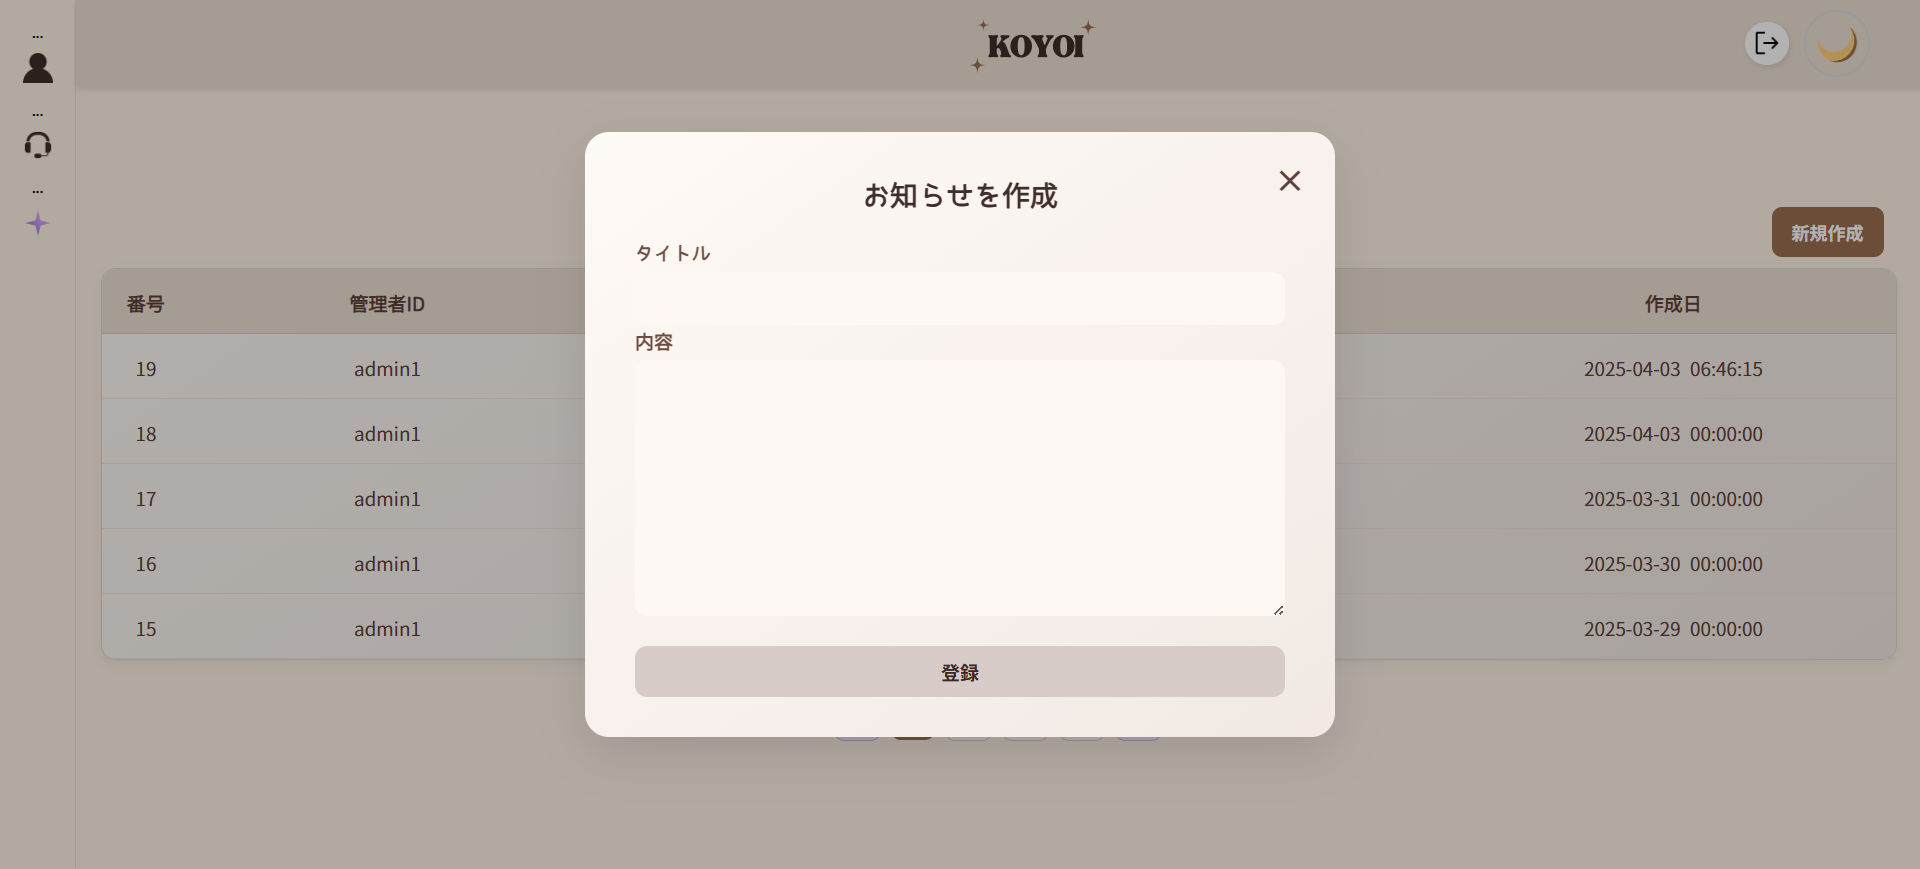 ...
...
...
KOYOI
新規作成
お知らせを作成
タイトル
内容
登録
番号 管理者ID 作成日
19 admin1 2025-04-03 06:46:15
18 admin1 2025-04-03 00:00:00
17 admin1 2025-03-31 00:00:00
16 admin1 2025-03-30 00:00:00
15 admin1 2025-03-29 00:00:00